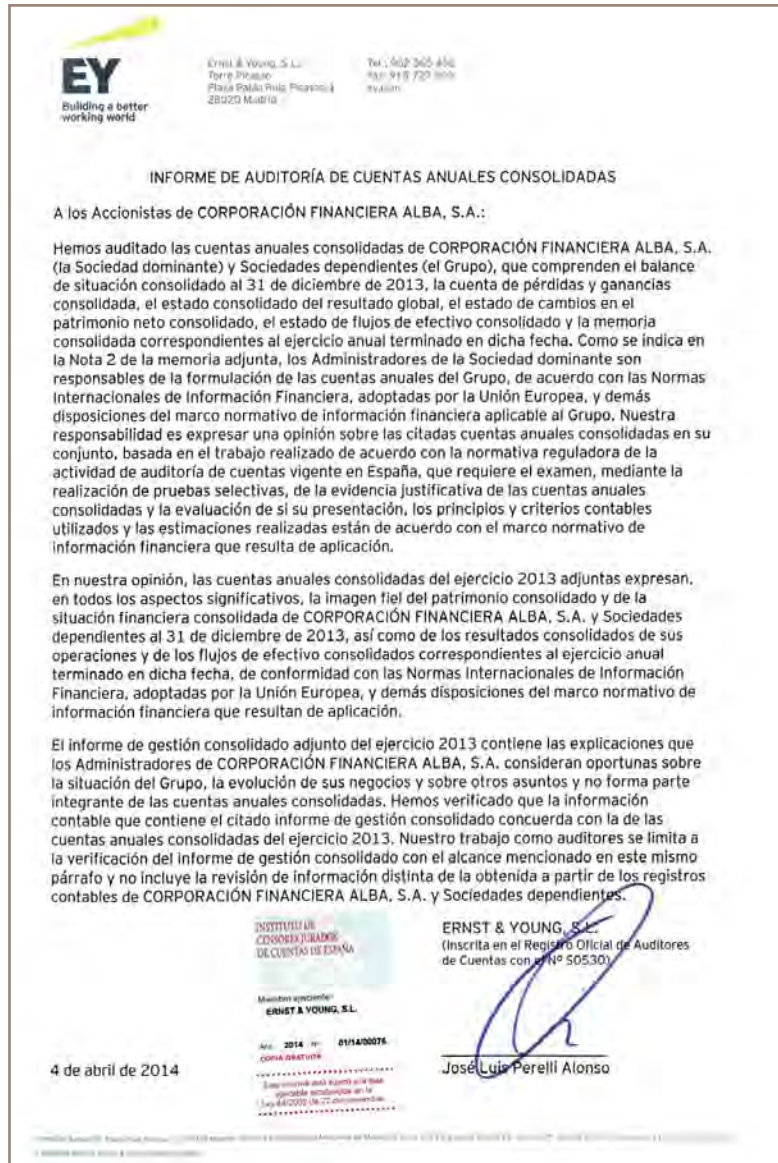 EY
Building a better
working world
Ernst & Young, S.L.
Torre Picasso
Plaza Pablo Ruiz Picasso, 1
28020 Madrid
INFORME DE AUDITORÍA DE CUENTAS ANUALES CONSOLIDADAS
A los Accionistas de CORPORACIÓN FINANCIERA ALBA, S.A.:
Hemos auditado las cuentas anuales consolidadas de CORPORACIÓN FINANCIERA ALBA, S.A.
(la Sociedad dominante) y Sociedades dependientes (el Grupo), que comprenden el balance
de situación consolidado al 31 de diciembre de 2013, la cuenta de pérdidas y ganancias
consolidada, el estado consolidado del resultado global, el estado de cambios en el
patrimonio neto consolidado, el estado de flujos de efectivo consolidado y la memoria
consolidada correspondientes al ejercicio anual terminado en dicha fecha. Como se indica en
la Nota 2 de la memoria adjunta, los Administradores de la Sociedad dominante son
responsables de la formulación de las cuentas anuales del Grupo, de acuerdo con las Normas
Internacionales de Información Financiera, adoptadas por la Unión Europea, y demás
disposiciones del marco normativo de información financiera aplicable al Grupo. Nuestra
responsabilidad es expresar una opinión sobre las citadas cuentas anuales consolidadas en su
conjunto, basada en el trabajo realizado de acuerdo con la normativa reguladora de la
actividad de auditoría de cuentas vigente en España, que requiere el examen, mediante la
realización de pruebas selectivas, de la evidencia justificativa de las cuentas anuales
consolidadas y la evaluación de si su presentación, los principios y criterios contables
utilizados y las estimaciones realizadas están de acuerdo con el marco normativo de
información financiera que resulta de aplicación.
En nuestra opinión, las cuentas anuales consolidadas del ejercicio 2013 adjuntas expresan,
en todos los aspectos significativos, la imagen fiel del patrimonio consolidado y de la
situación financiera consolidada de CORPORACIÓN FINANCIERA ALBA, S.A. y Sociedades
dependientes al 31 de diciembre de 2013, así como de los resultados consolidados de sus
operaciones y de los flujos de efectivo consolidados correspondientes al ejercicio anual
terminado en dicha fecha, de conformidad con las Normas Internacionales de Información
Financiera, adoptadas por la Unión Europea, y demás disposiciones del marco normativo de
información financiera que resultan de aplicación.
El informe de gestión consolidado adjunto del ejercicio 2013 contiene las explicaciones que
los Administradores de CORPORACIÓN FINANCIERA ALBA, S.A. consideran oportunas sobre
la situación del Grupo, la evolución de sus negocios y sobre otros asuntos y no forma parte
integrante de las cuentas anuales consolidadas. Hemos verificado que la información
contable que contiene el citado informe de gestión consolidado concuerda con la de las
cuentas anuales consolidadas del ejercicio 2013. Nuestro trabajo como auditores se limita a
la verificación del informe de gestión consolidado con el alcance mencionado en este mismo
párrafo y no incluye la revisión de información distinta de la obtenida a partir de los registros
contables de CORPORACIÓN FINANCIERA ALBA, S.A. y Sociedades dependientes.
INSTITUTO DE
CENSORES JURADOS
DE CUENTAS DE ESPAÑA
Miembro ejerciente:
ERNST & YOUNG, S.L.
Año 2014 Nº 01/14/00076
COPIA GRATUITA
ERNST & YOUNG, S.L.
(Inscrita en el Registro Oficial de Auditores
de Cuentas con el Nº S0530)
José Luis Perelli Alonso
4 de abril de 2014